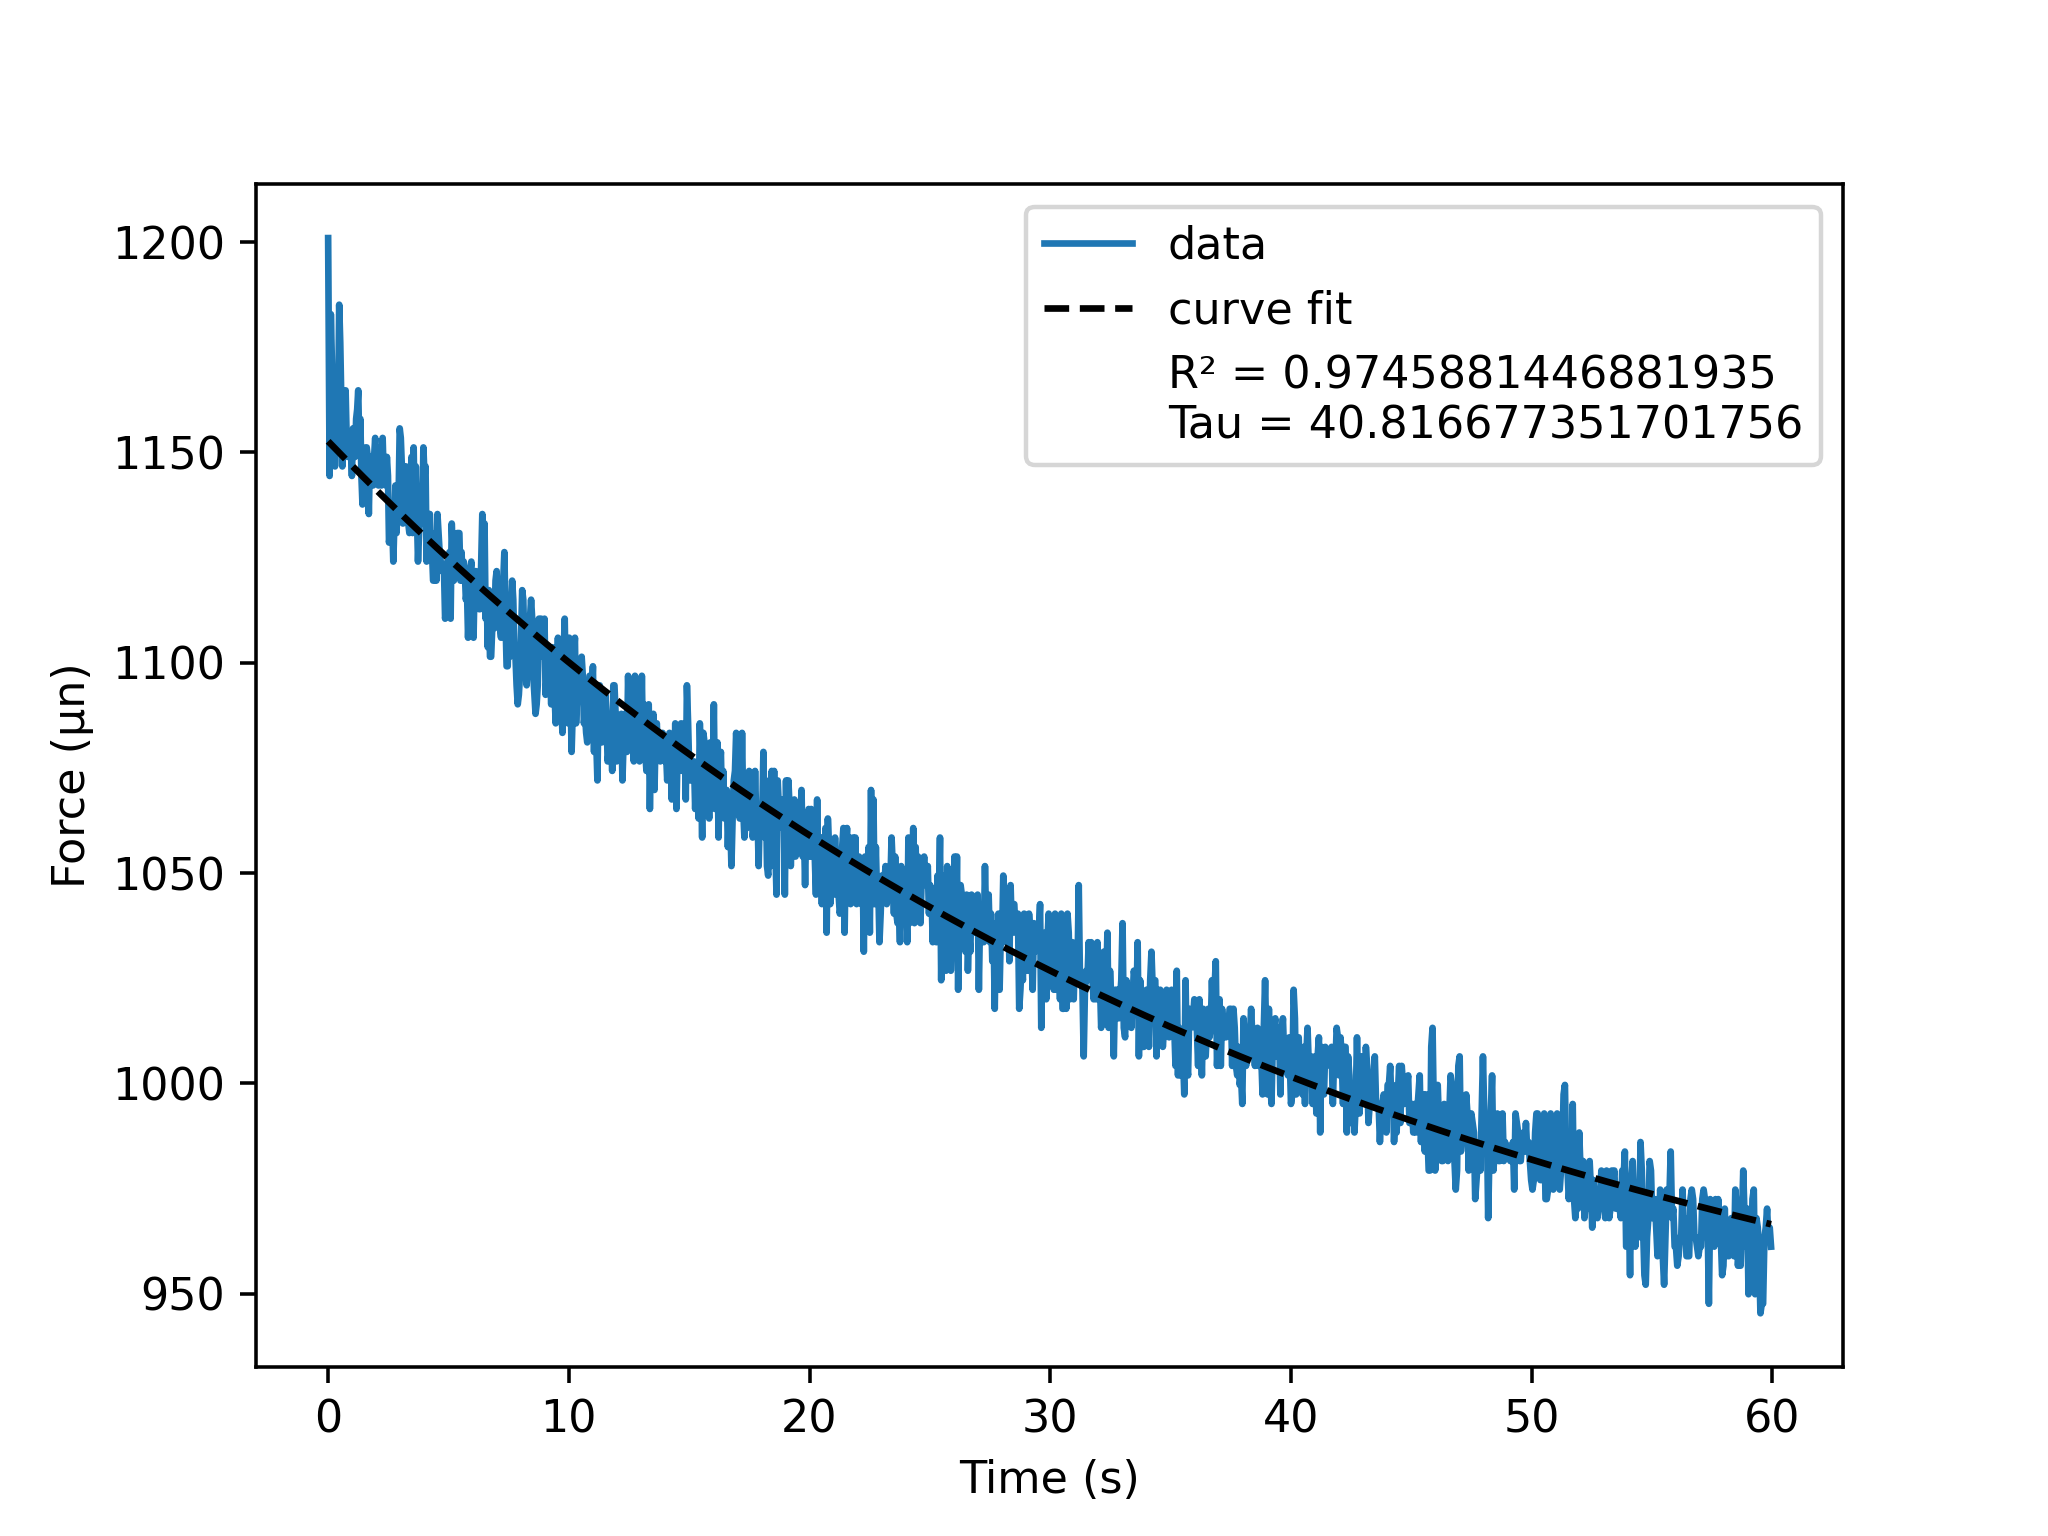 data
curve fit
R² = 0.9745881446881935
Tau = 40.816677351701756
1200
1150
1100
1050
1000
950
Force (µn)
0 10 20 30 40 50 60
Time (s)